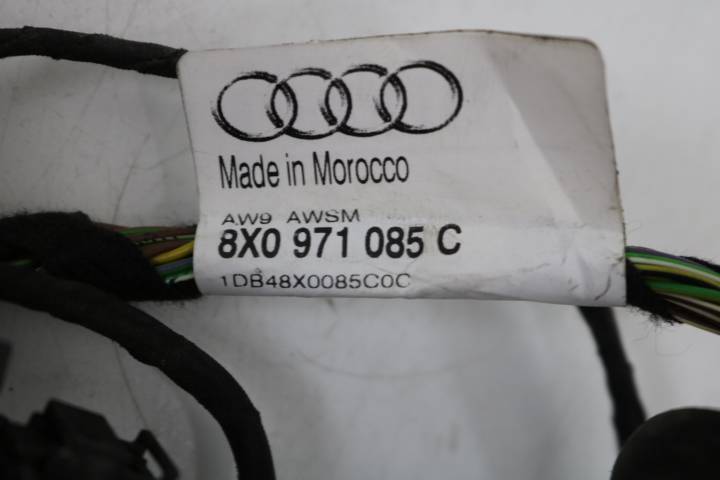 Made in Morocco
AW9 AWSM
8X0 971 085 C
1DB48X0085C0C